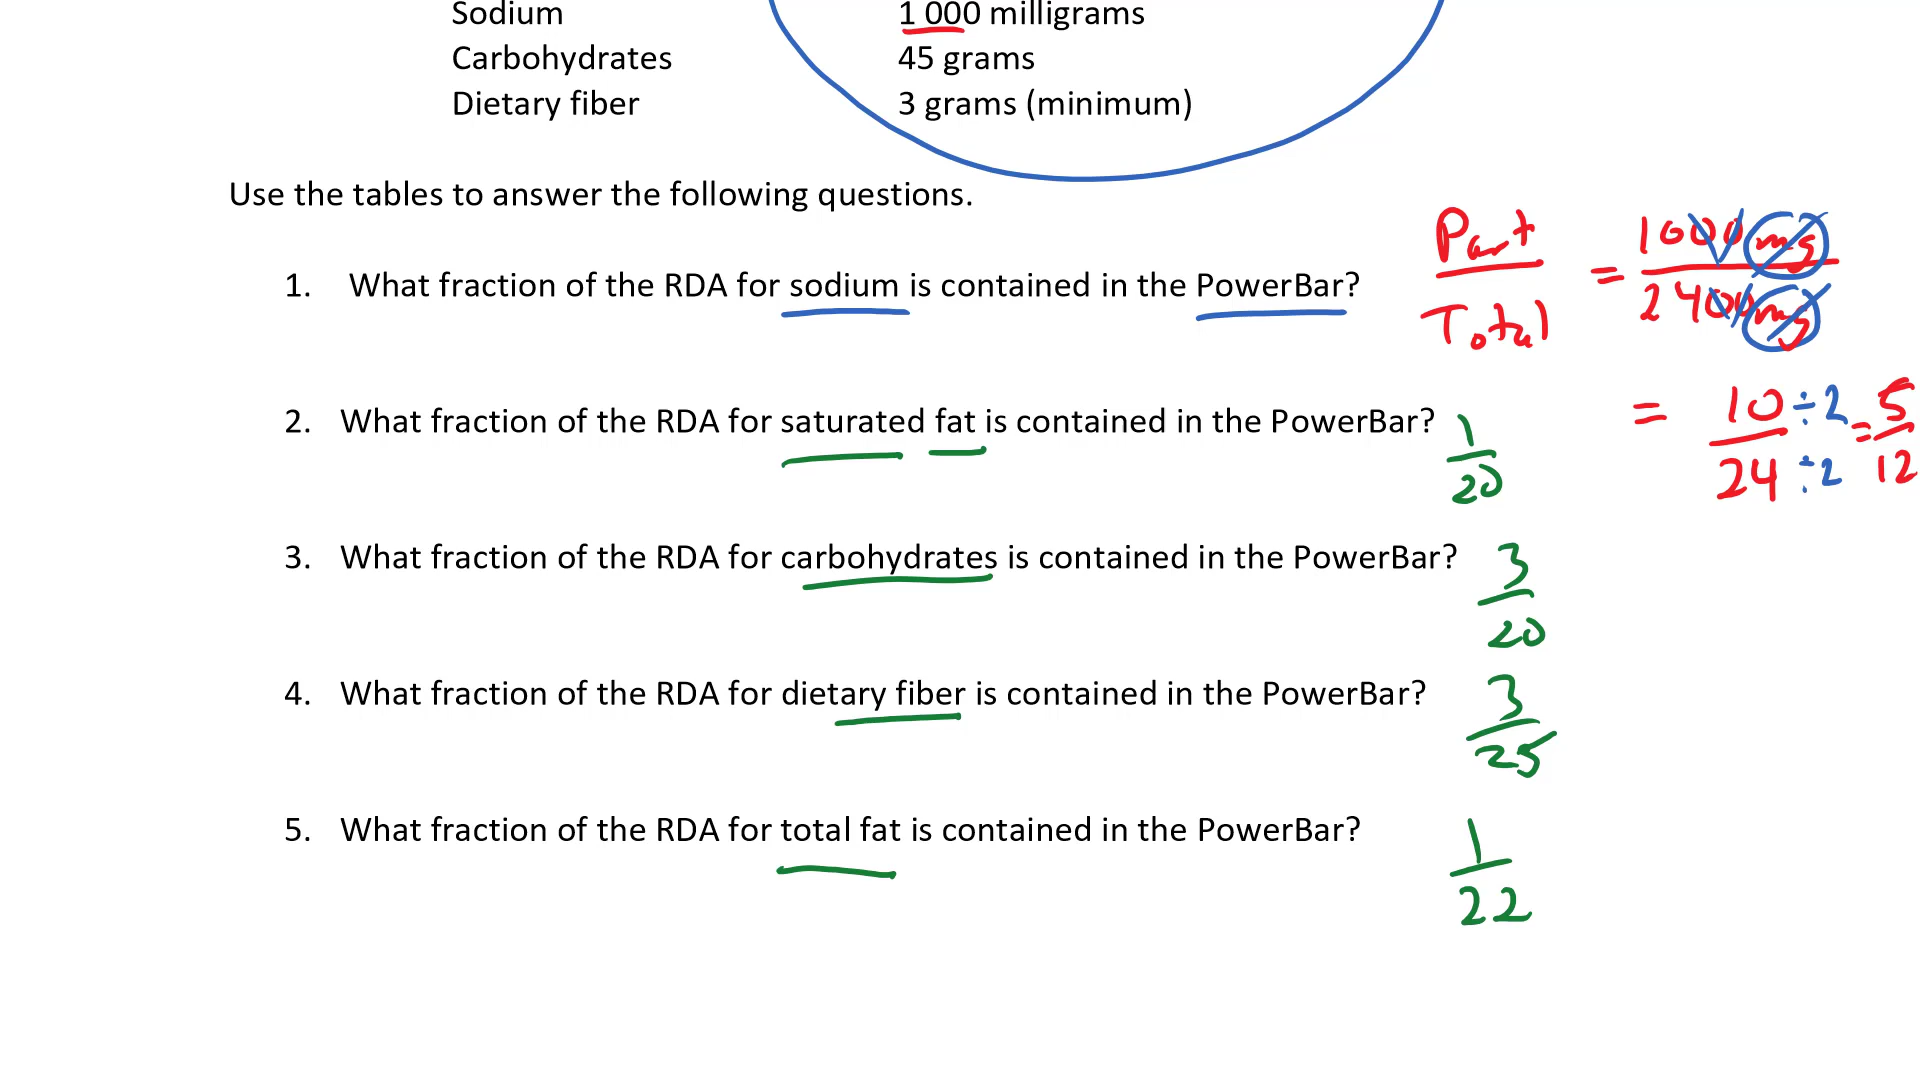 Sodium 1 000 milligrams
Carbohydrates 45 grams
Dietary fiber 3 grams (minimum)
Use the tables to answer the following questions.
1. What fraction of the RDA for sodium is contained in the PowerBar?
Part / Total = 1000 mg / 2400 mg
= 10 ÷2 / 24 ÷2 = 5 / 12
2. What fraction of the RDA for saturated fat is contained in the PowerBar? 1 / 20
3. What fraction of the RDA for carbohydrates is contained in the PowerBar? 3 / 20
4. What fraction of the RDA for dietary fiber is contained in the PowerBar? 3 / 25
5. What fraction of the RDA for total fat is contained in the PowerBar? 1 / 22